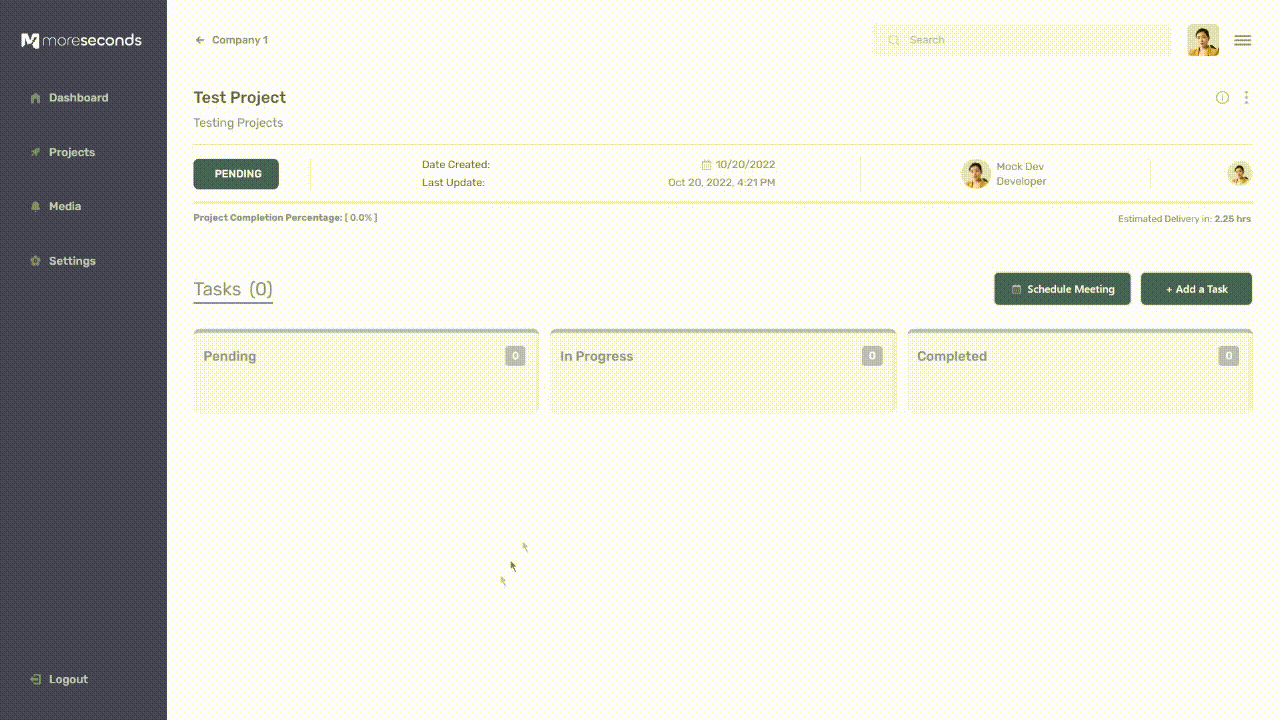 moreseconds
Company 1
Search
Dashboard
Projects
Media
Settings
Logout
Test Project
Testing Projects
PENDING
Date Created: 10/20/2022
Last Update: Oct 20, 2022, 4:21 PM
Mock Dev
Developer
Project Completion Percentage: [ 0.0% ]
Estimated Delivery in: 2.25 hrs
Tasks (0)
Schedule Meeting
+ Add a Task
Pending 0
In Progress 0
Completed 0